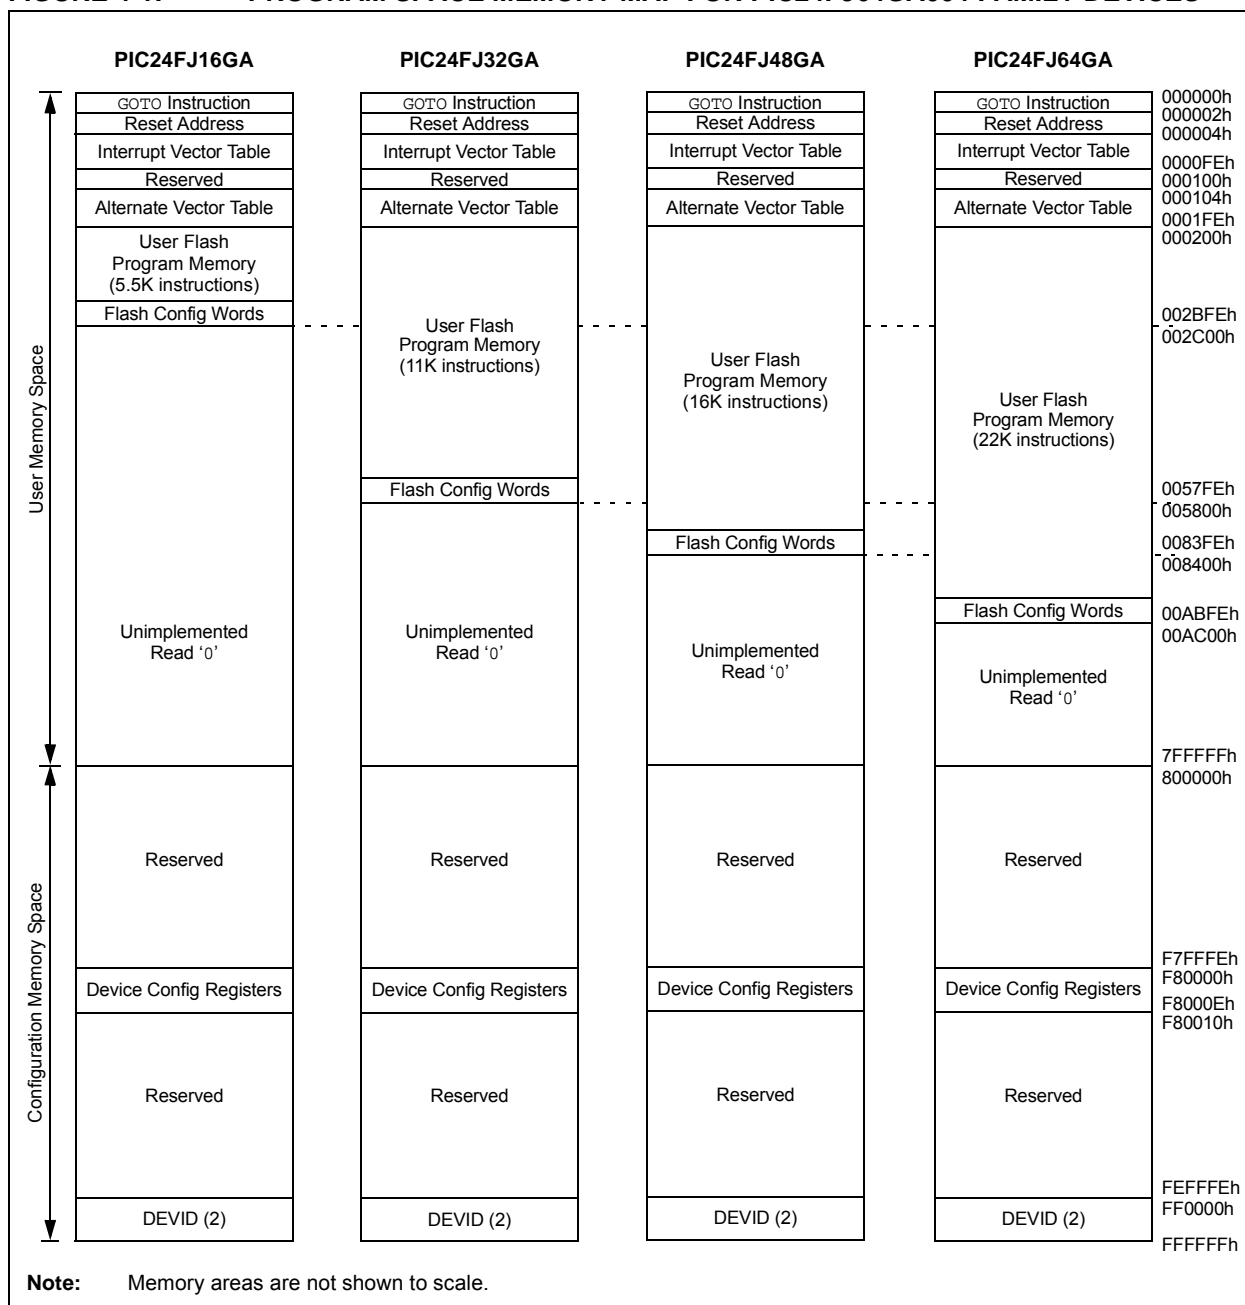 PIC24FJ16GA
PIC24FJ32GA
PIC24FJ48GA
PIC24FJ64GA
GOTO Instruction
Reset Address
Interrupt Vector Table
Reserved
Alternate Vector Table
User Flash
Program Memory
(5.5K instructions)
Flash Config Words
Unimplemented
Read ‘0’
Reserved
Device Config Registers
Reserved
DEVID (2)
GOTO Instruction
Reset Address
Interrupt Vector Table
Reserved
Alternate Vector Table
User Flash
Program Memory
(11K instructions)
Flash Config Words
Unimplemented
Read ‘0’
Reserved
Device Config Registers
Reserved
DEVID (2)
GOTO Instruction
Reset Address
Interrupt Vector Table
Reserved
Alternate Vector Table
User Flash
Program Memory
(16K instructions)
Flash Config Words
Unimplemented
Read ‘0’
Reserved
Device Config Registers
Reserved
DEVID (2)
GOTO Instruction
Reset Address
Interrupt Vector Table
Reserved
Alternate Vector Table
User Flash
Program Memory
(22K instructions)
Flash Config Words
Unimplemented
Read ‘0’
Reserved
Device Config Registers
Reserved
DEVID (2)
000000h
000002h
000004h
0000FEh
000100h
000104h
0001FEh
000200h
002BFEh
002C00h
0057FEh
005800h
0083FEh
008400h
00ABFEh
00AC00h
7FFFFFh
800000h
F7FFFEh
F80000h
F8000Eh
F80010h
FEFFFEh
FF0000h
FFFFFFh
User Memory Space
Configuration Memory Space
Note: Memory areas are not shown to scale.